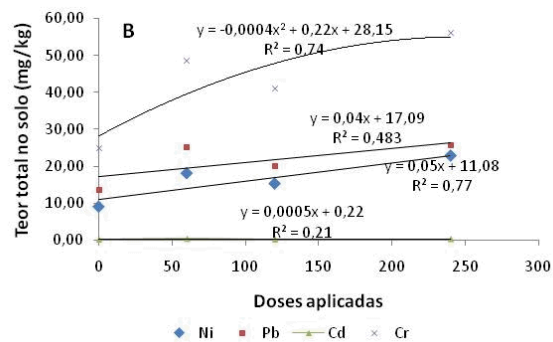 B
y = -0,0004x² + 0,22x + 28,15
R² = 0,74
y = 0,04x + 17,09
R² = 0,483
y = 0,05x + 11,08
R² = 0,77
y = 0,0005x + 0,22
R² = 0,21
Teor total no solo (mg/kg)
60,00
50,00
40,00
30,00
20,00
10,00
0,00
0 50 100 150 200 250 300
Doses aplicadas
Ni Pb Cd Cr